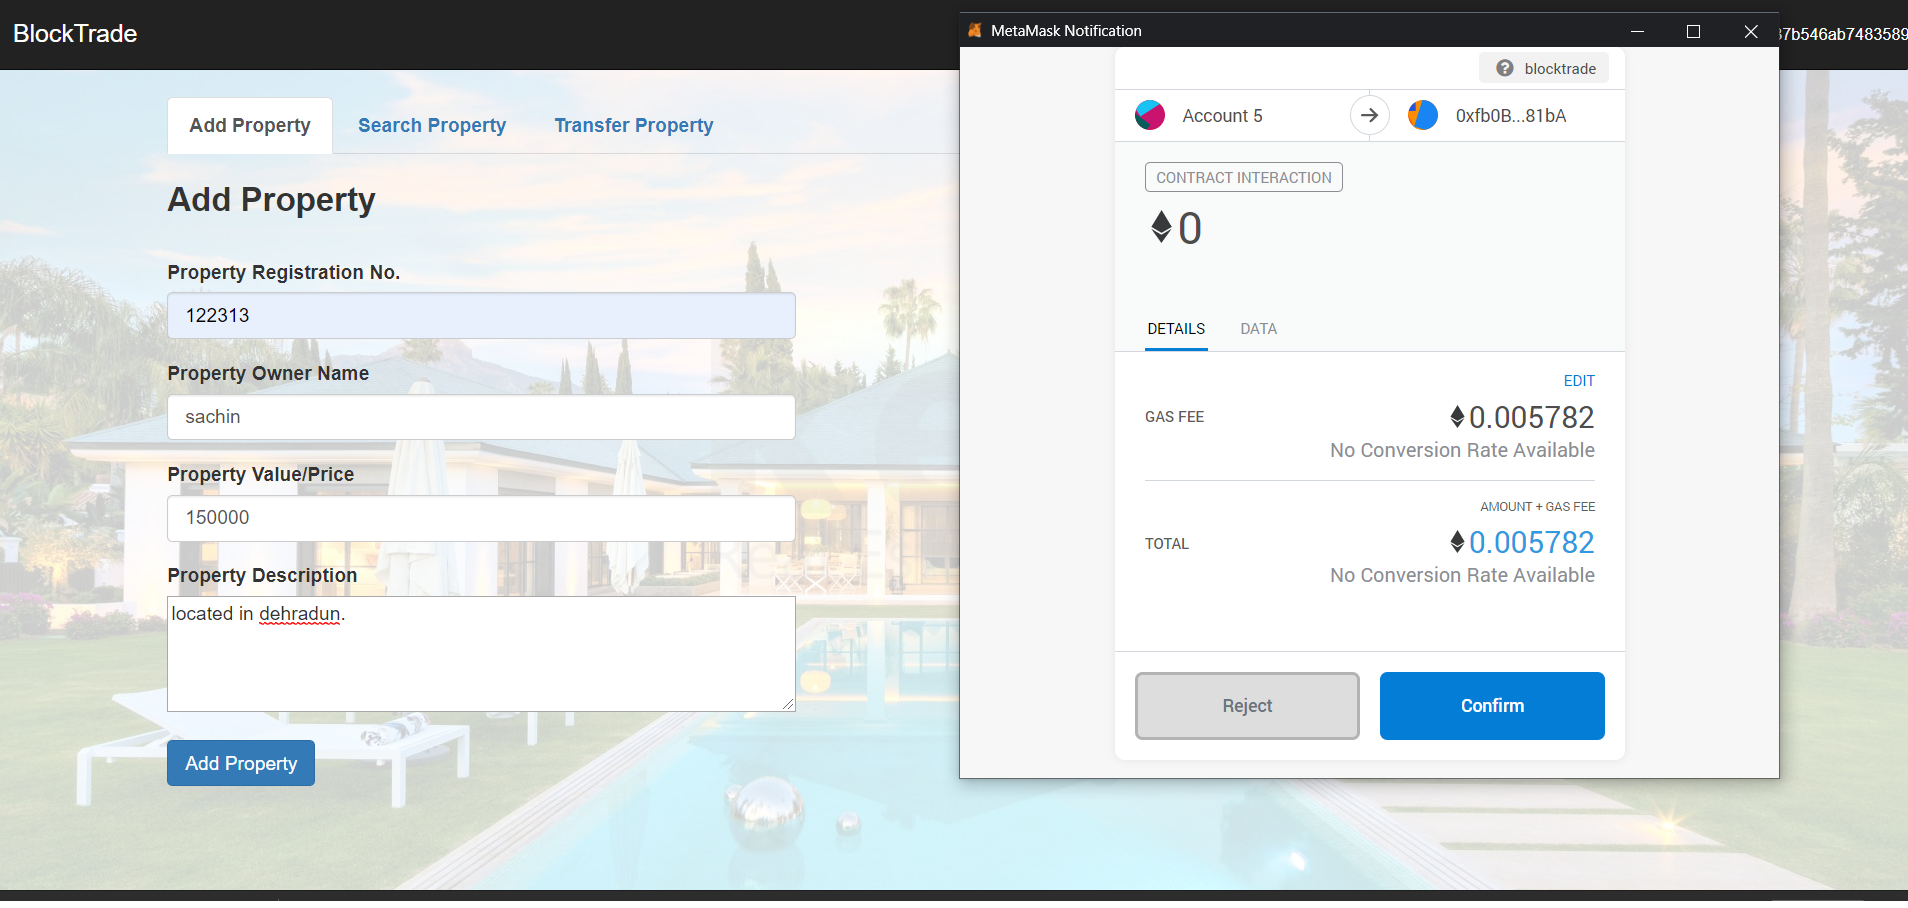 BlockTrade
Add Property
Search Property
Transfer Property
Add Property
Property Registration No.
122313
Property Owner Name
sachin
Property Value/Price
150000
Property Description
located in dehradun.
Add Property
MetaMask Notification
7b546ab7483589
blocktrade
Account 5
0xfb0B...81bA
CONTRACT INTERACTION
0
DETAILS
DATA
EDIT
GAS FEE
0.005782
No Conversion Rate Available
AMOUNT + GAS FEE
TOTAL
0.005782
No Conversion Rate Available
Reject
Confirm